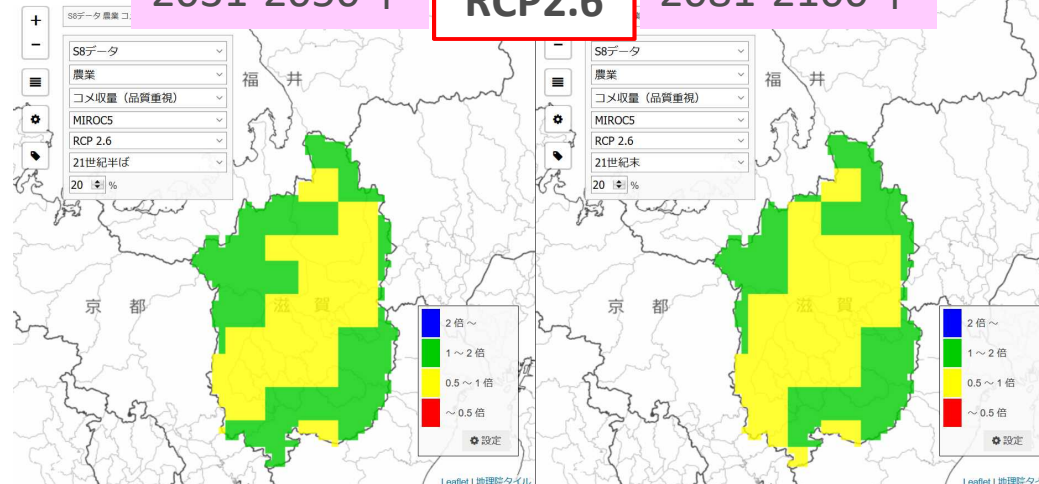 RCP2.6
S8データ 農業 コ
S8データ
農業
コメ収量（品質重視）
MIROC5
RCP 2.6
21世紀半ば
20 %
福井
京都
滋賀
2 倍 ～
1 ～ 2 倍
0.5 ～ 1 倍
～ 0.5 倍
設定
Leaflet | 地理院タイル
S8データ
農業
コメ収量（品質重視）
MIROC5
RCP 2.6
21世紀末
20 %
福井
京都
滋賀
2 倍 ～
1 ～ 2 倍
0.5 ～ 1 倍
～ 0.5 倍
設定
Leaflet | 地理院タイ